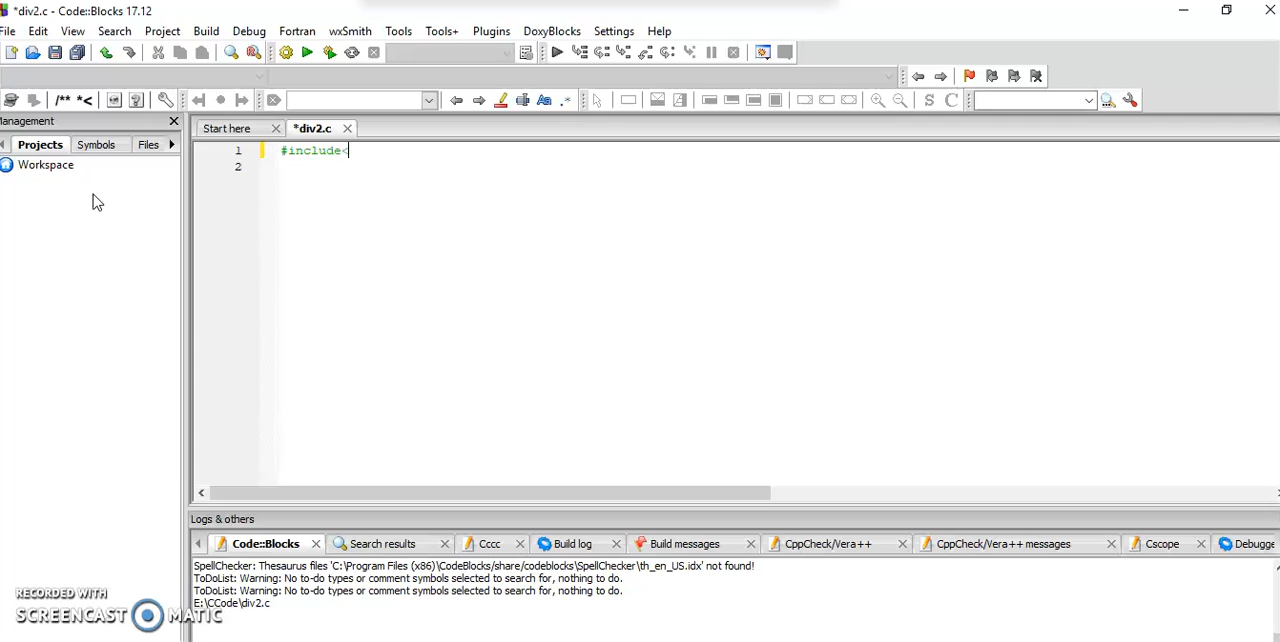 *div2.c - Code::Blocks 17.12
File Edit View Search Project Build Debug Fortran wxSmith Tools Tools+ Plugins DoxyBlocks Settings Help
/** *< Aa .* S C
Management
Projects Symbols Files
Workspace
Start here *div2.c
1 #include<
2
Logs & others
Code::Blocks Search results Cccc Build log Build messages CppCheck/Vera++ CppCheck/Vera++ messages Cscope Debugge
SpellChecker: Thesaurus files 'C:\Program Files (x86)\CodeBlocks/share/codeblocks\SpellChecker\th_en_US.idx' not found!
ToDoList: Warning: No to-do types or comment symbols selected to search for, nothing to do.
ToDoList: Warning: No to-do types or comment symbols selected to search for, nothing to do.
E:\CCode\div2.c
RECORDED WITH
SCREENCAST MATIC